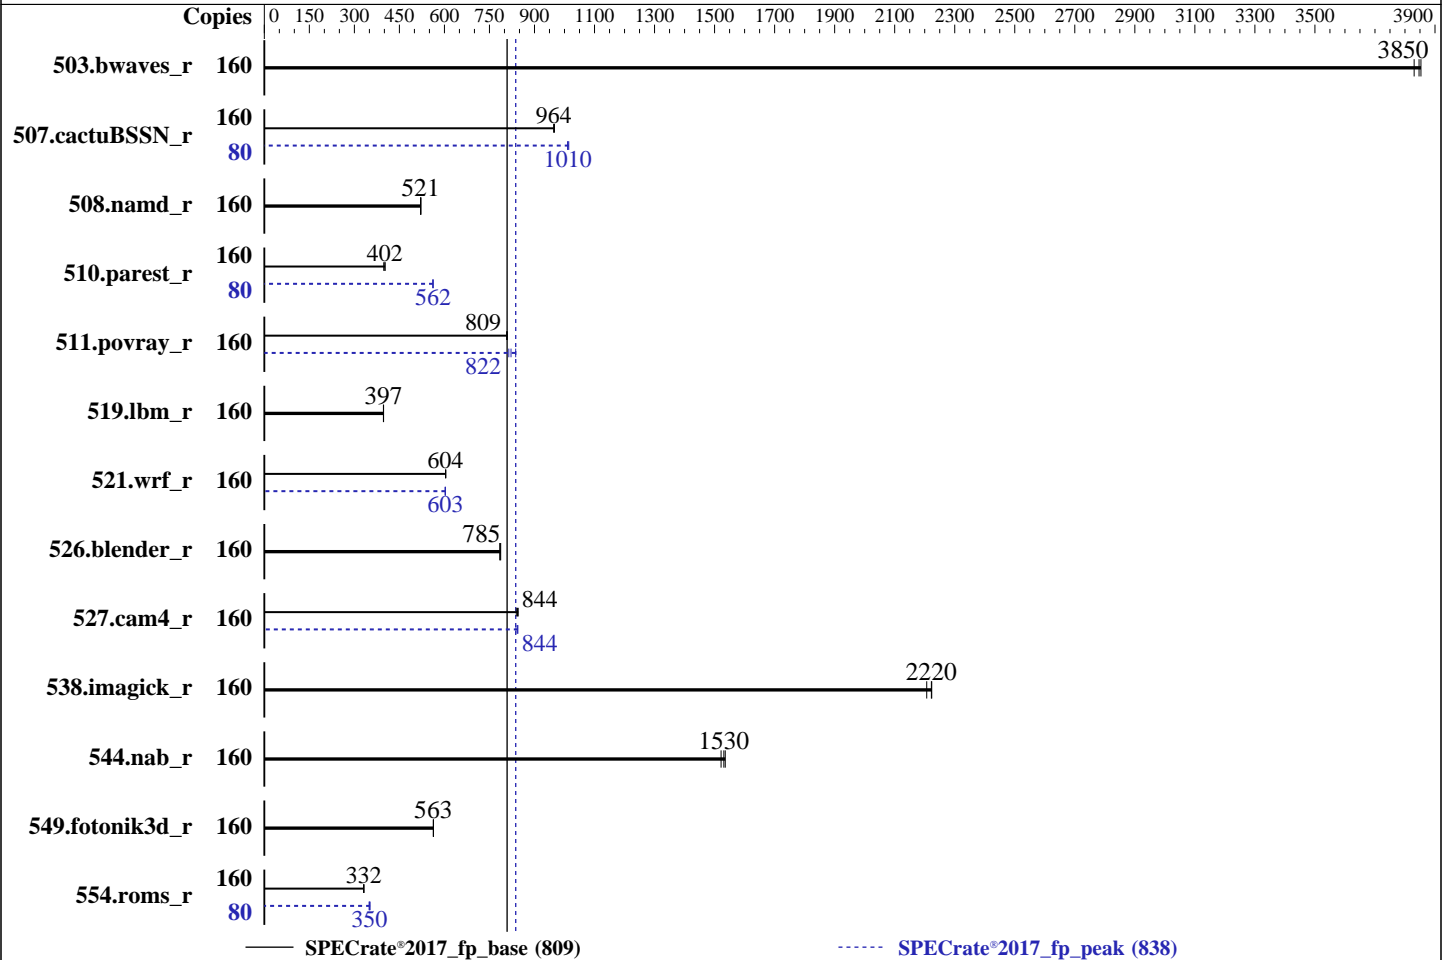 Copies 0 150 300 450 600 750 900 1100 1300 1500 1700 1900 2100 2300 2500 2700 2900 3100 3300 3500 3900
503.bwaves_r 160 3850
507.cactuBSSN_r 160 964
80 1010
508.namd_r 160 521
510.parest_r 160 402
80 562
511.povray_r 160 809
822
519.lbm_r 160 397
521.wrf_r 160 604
603
526.blender_r 160 785
527.cam4_r 160 844
844
538.imagick_r 160 2220
544.nab_r 160 1530
549.fotonik3d_r 160 563
554.roms_r 160 332
80 350
SPECrate®2017_fp_base (809) SPECrate®2017_fp_peak (838)